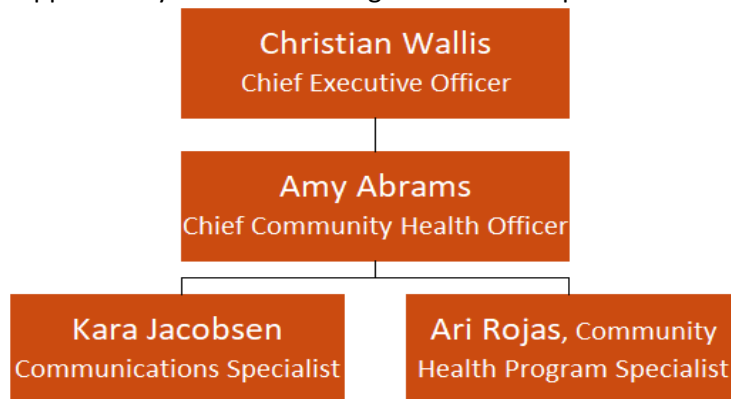 Christian Wallis
Chief Executive Officer
Amy Abrams
Chief Community Health Officer
Kara Jacobsen
Communications Specialist
Ari Rojas, Community
Health Program Specialist